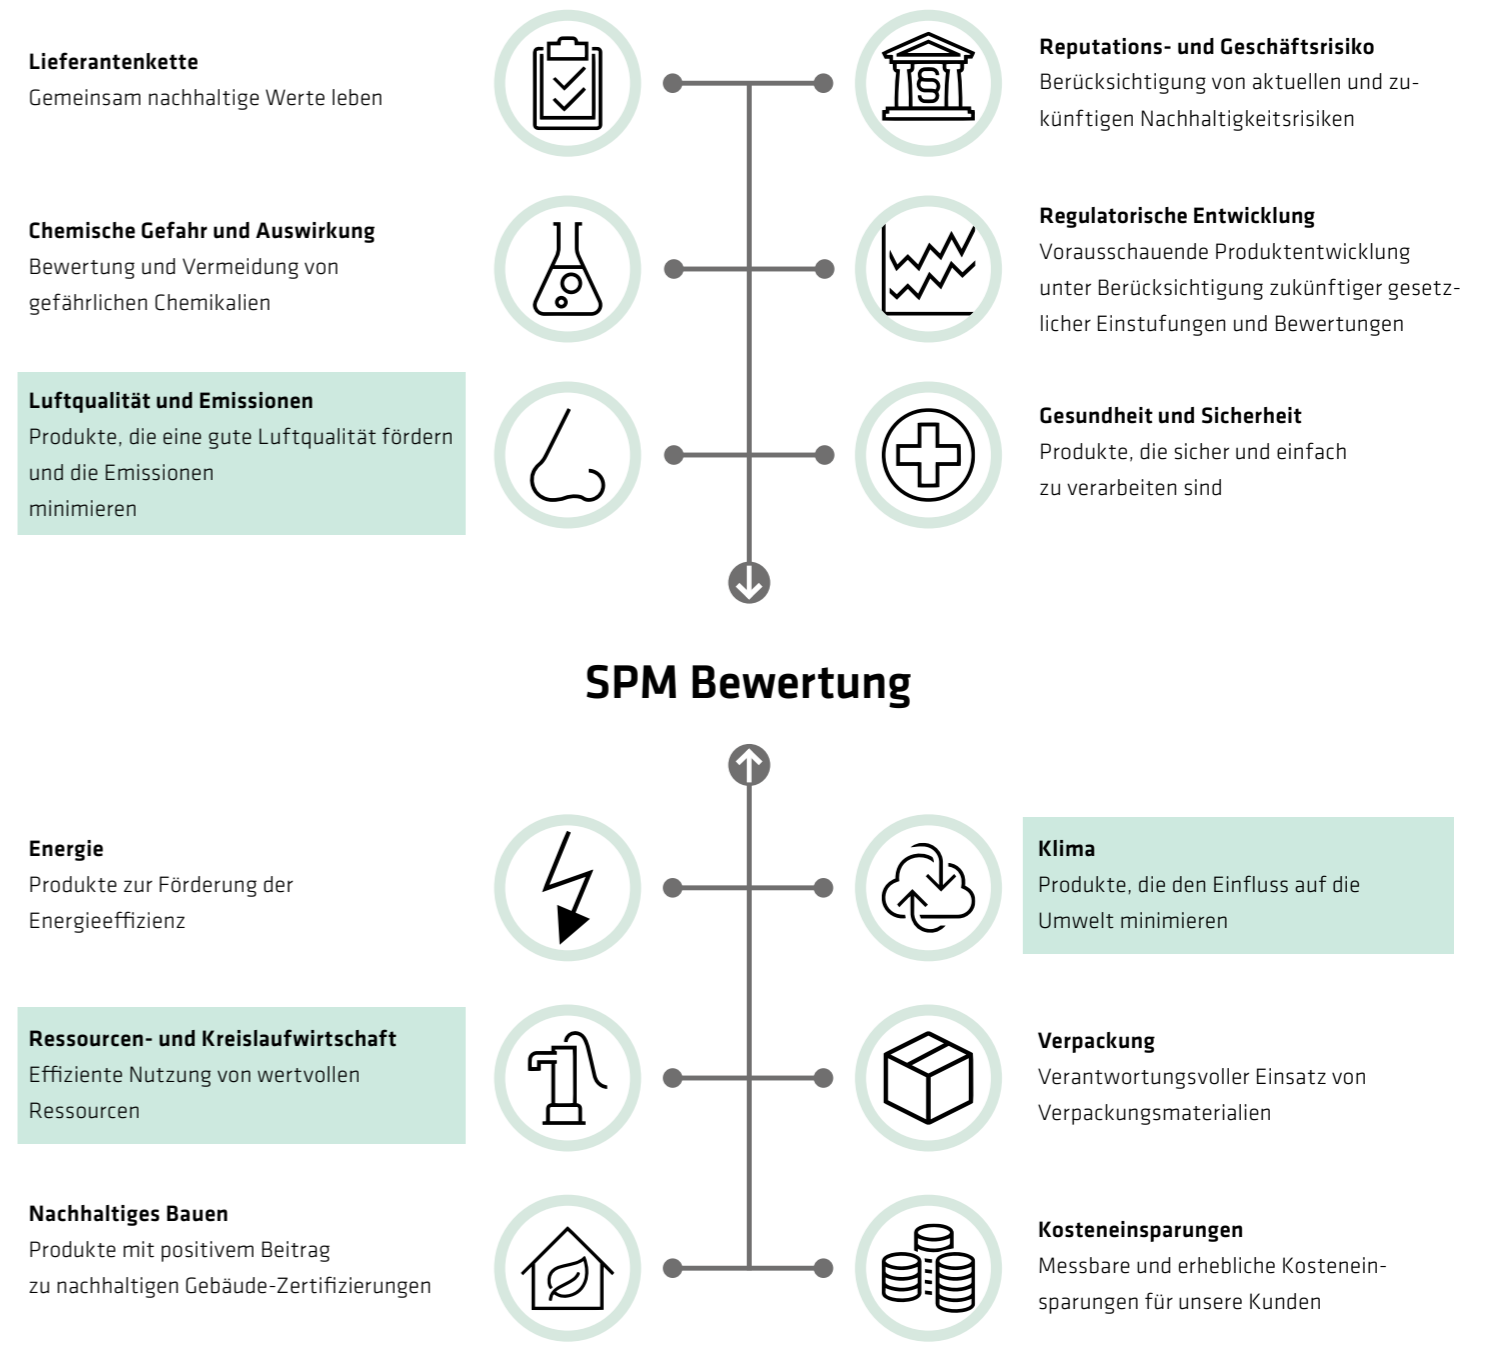 Lieferantenkette
Gemeinsam nachhaltige Werte leben
Reputations- und Geschäftsrisiko
Berücksichtigung von aktuellen und zu-
künftigen Nachhaltigkeitsrisiken
Chemische Gefahr und Auswirkung
Bewertung und Vermeidung von
gefährlichen Chemikalien
Regulatorische Entwicklung
Vorausschauende Produktentwicklung
unter Berücksichtigung zukünftiger gesetz-
licher Einstufungen und Bewertungen
Luftqualität und Emissionen
Produkte, die eine gute Luftqualität fördern
und die Emissionen
minimieren
Gesundheit und Sicherheit
Produkte, die sicher und einfach
zu verarbeiten sind
SPM Bewertung
Energie
Produkte zur Förderung der
Energieeffizienz
Klima
Produkte, die den Einfluss auf die
Umwelt minimieren
Ressourcen- und Kreislaufwirtschaft
Effiziente Nutzung von wertvollen
Ressourcen
Verpackung
Verantwortungsvoller Einsatz von
Verpackungsmaterialien
Nachhaltiges Bauen
Produkte mit positivem Beitrag
zu nachhaltigen Gebäude-Zertifizierungen
Kosteneinsparungen
Messbare und erhebliche Kostenein-
sparungen für unsere Kunden
§